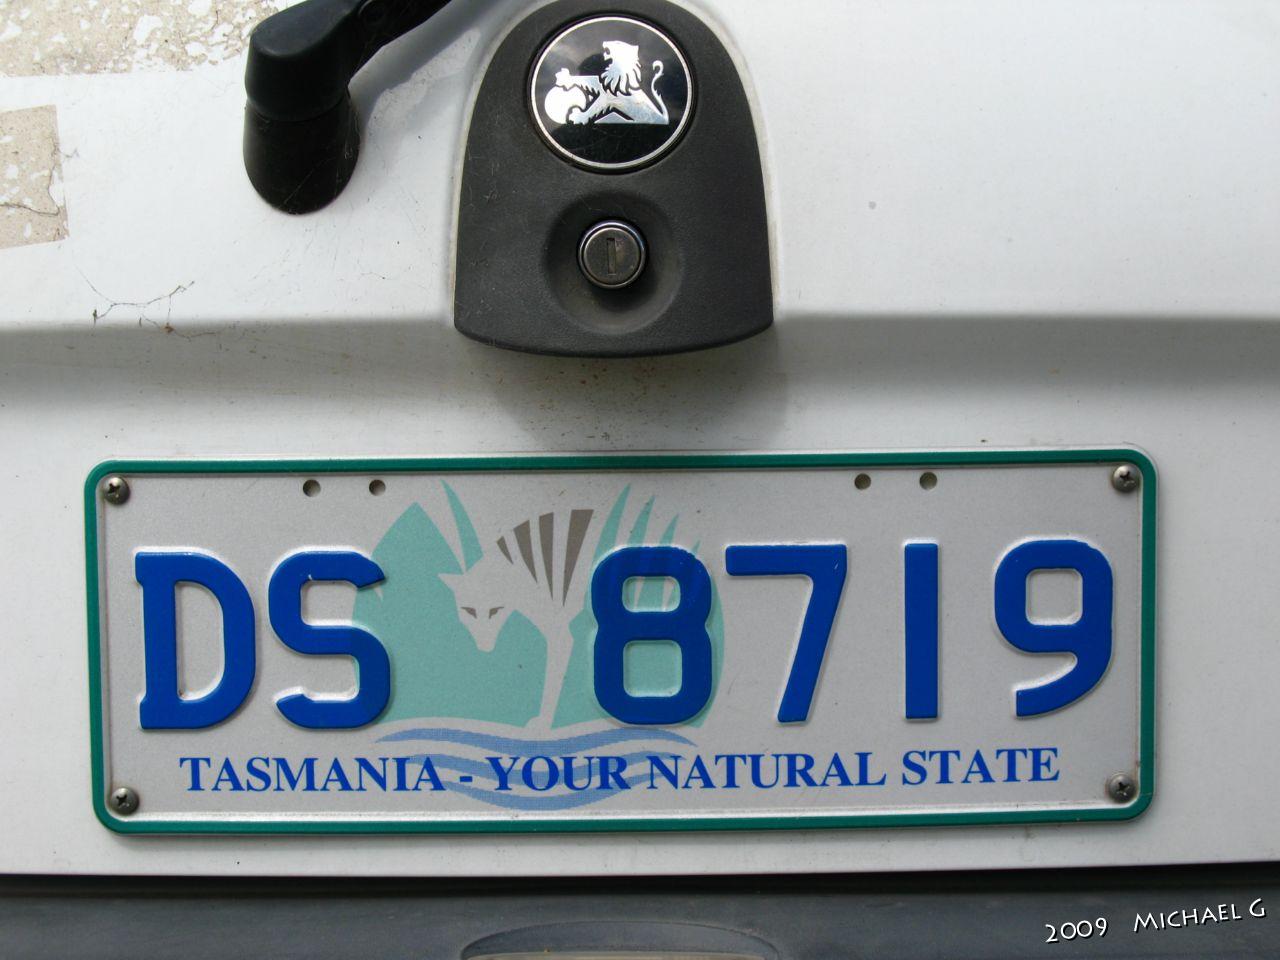 DS 8719
TASMANIA - YOUR NATURAL STATE
2009 MICHAEL G